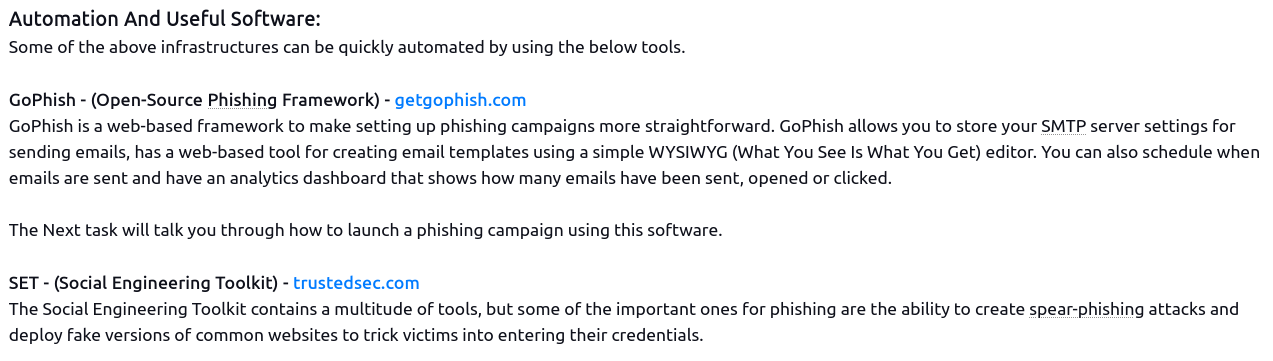 Automation And Useful Software:
Some of the above infrastructures can be quickly automated by using the below tools.
GoPhish - (Open-Source Phishing Framework) - getgophish.com
GoPhish is a web-based framework to make setting up phishing campaigns more straightforward. GoPhish allows you to store your SMTP server settings for
sending emails, has a web-based tool for creating email templates using a simple WYSIWYG (What You See Is What You Get) editor. You can also schedule when
emails are sent and have an analytics dashboard that shows how many emails have been sent, opened or clicked.
The Next task will talk you through how to launch a phishing campaign using this software.
SET - (Social Engineering Toolkit) - trustedsec.com
The Social Engineering Toolkit contains a multitude of tools, but some of the important ones for phishing are the ability to create spear-phishing attacks and
deploy fake versions of common websites to trick victims into entering their credentials.